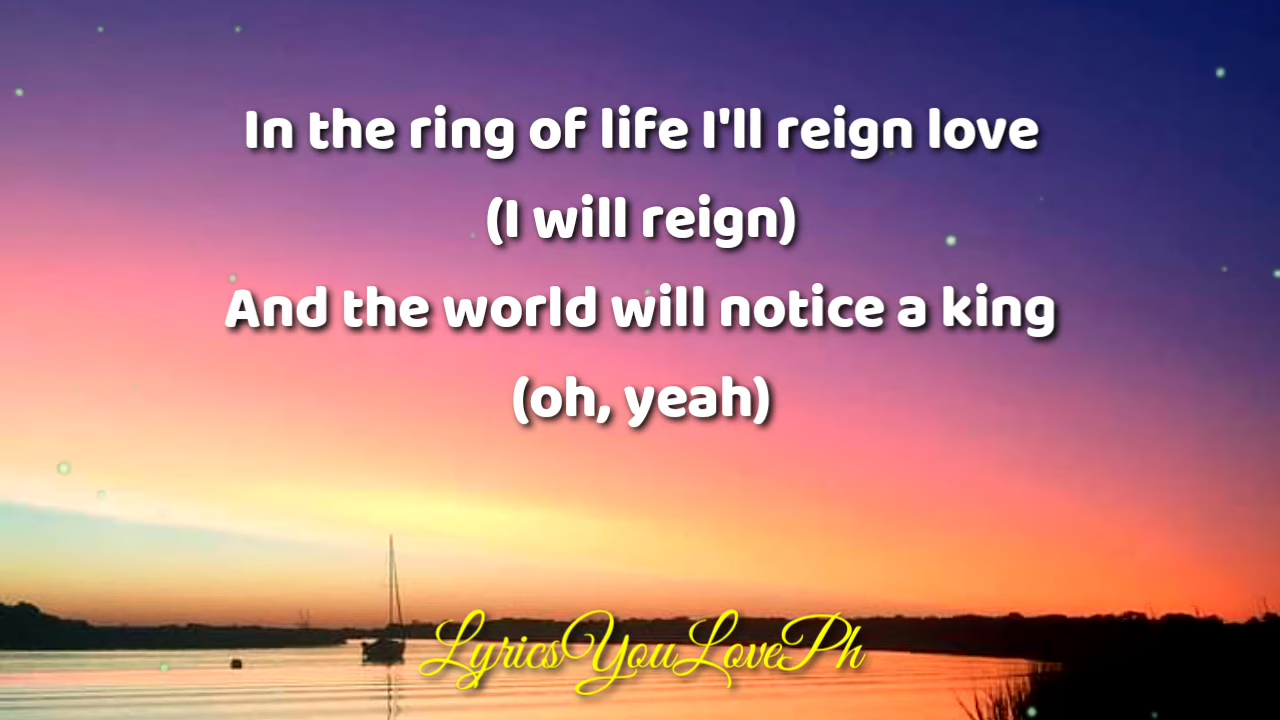 In the ring of life I'll reign love
(I will reign)
And the world will notice a king
(oh, yeah)
LyricsYouLovePh